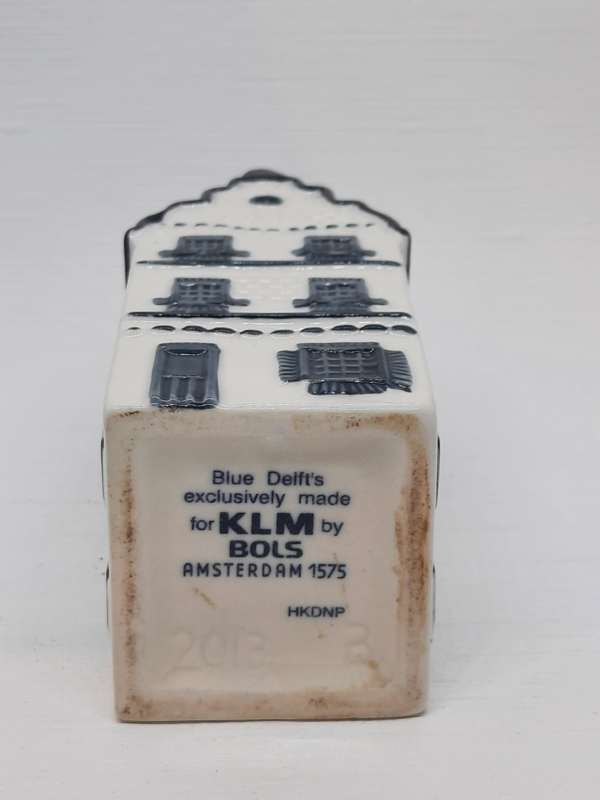 Blue Delft's
exclusively made
for KLM by
BOLS
AMSTERDAM 1575
HKDNP